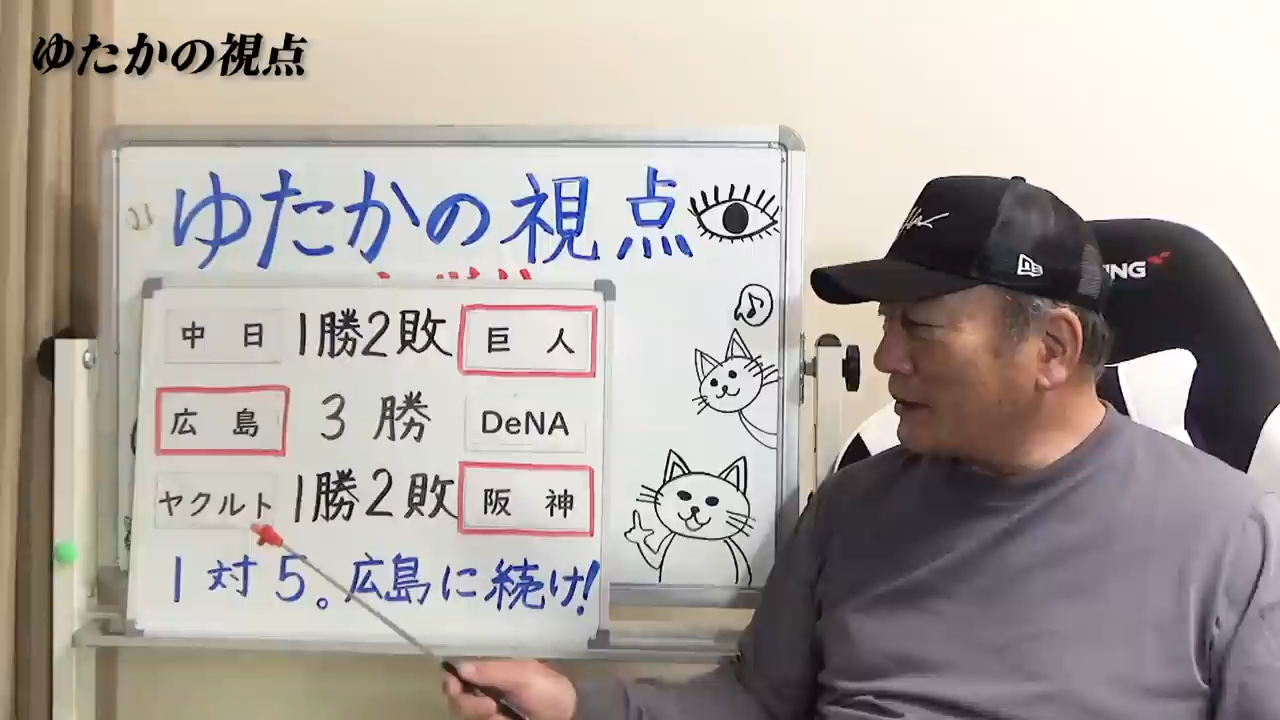 ゆたかの視点
ゆたかの視点
中日 1勝2敗 巨人
広島 3勝 DeNA
ヤクルト 1勝2敗 阪神
1対5。広島に続け!